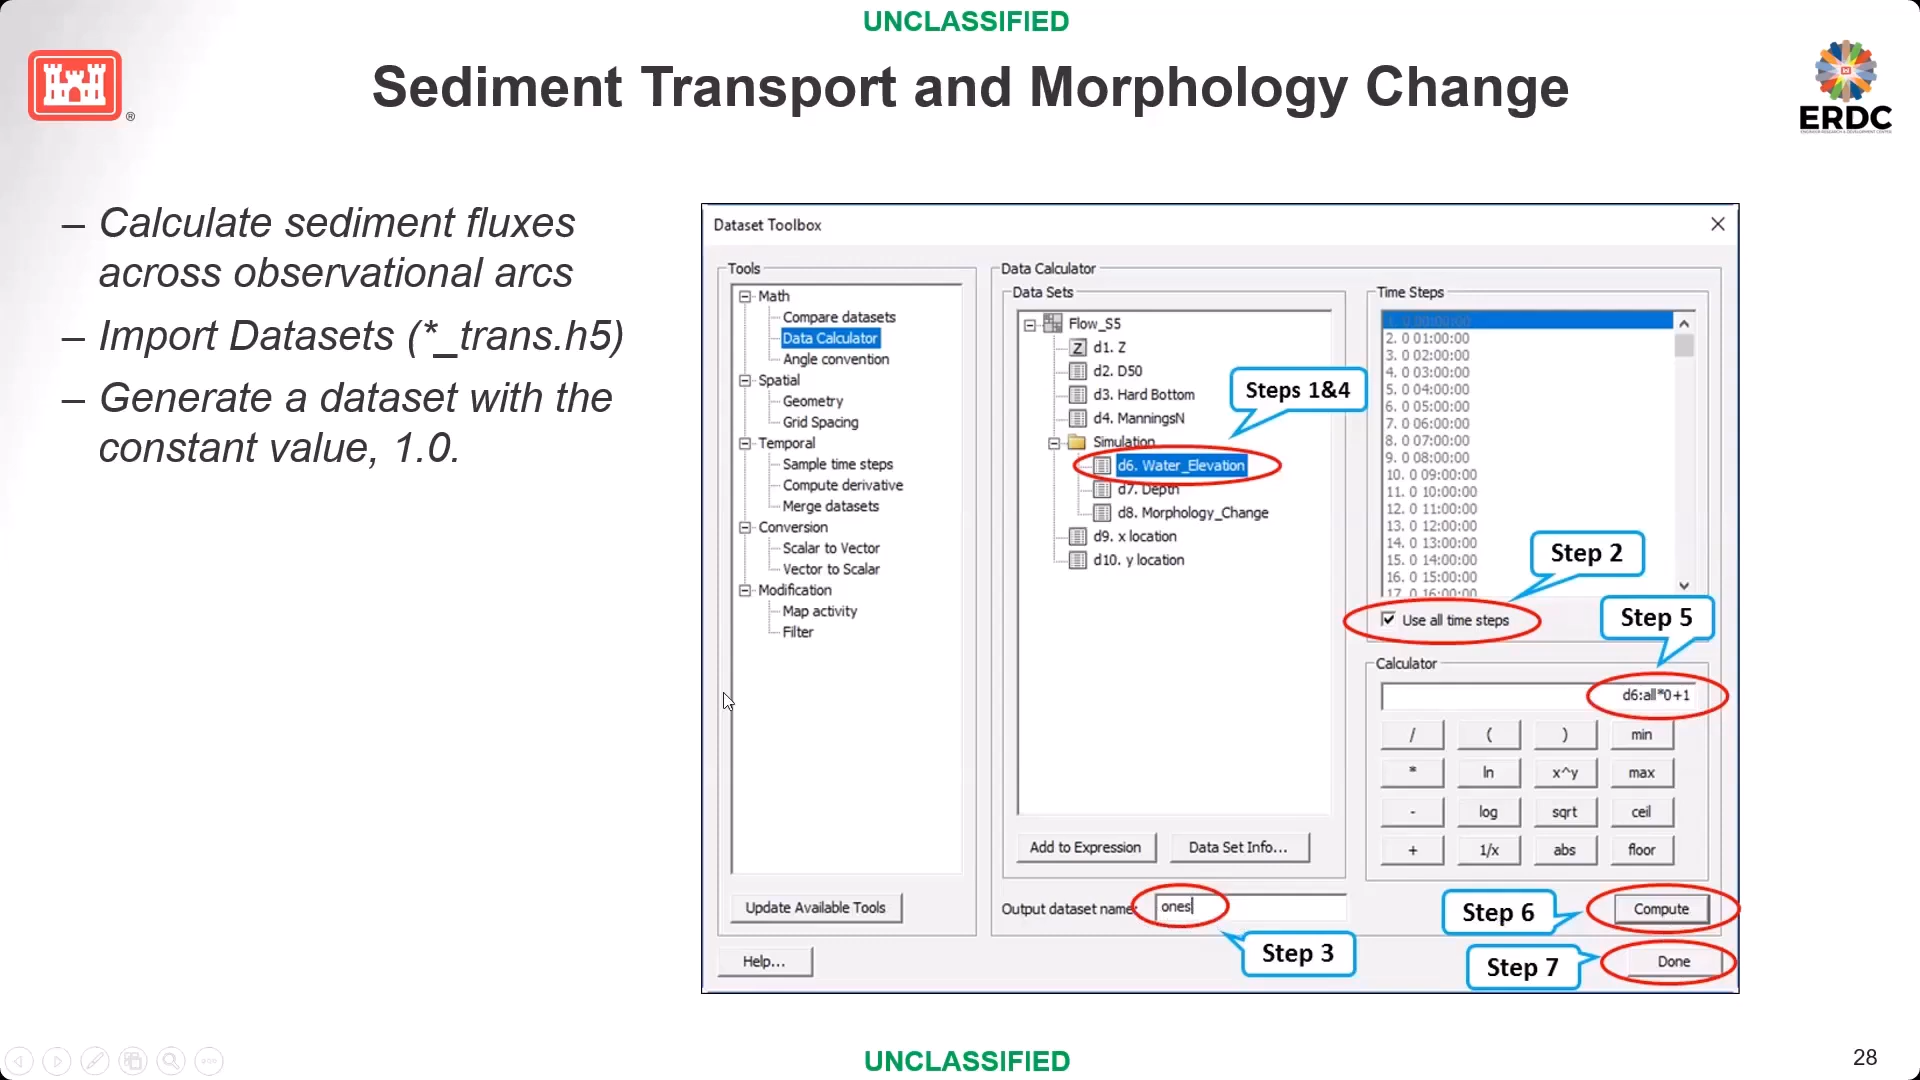 UNCLASSIFIED
Sediment Transport and Morphology Change
®
ERDC
– Calculate sediment fluxes
across observational arcs
– Import Datasets (*_trans.h5)
– Generate a dataset with the
constant value, 1.0.
Dataset Toolbox
Tools
Math
Compare datasets
Data Calculator
Angle convention
Spatial
Geometry
Grid Spacing
Temporal
Sample time steps
Compute derivative
Merge datasets
Conversion
Scalar to Vector
Vector to Scalar
Modification
Map activity
Filter
Update Available Tools
Help...
Data Calculator
Data Sets
Flow_S5
Z d1. Z
d2. D50
d3. Hard Bottom
d4. ManningsN
Simulation
d6. Water_Elevation
d7. Depth
d8. Morphology_Change
d9. x location
d10. y location
Steps 1&4
Add to Expression
Data Set Info...
Output dataset name:
ones
Step 3
Time Steps
1. 0 00:00:00
2. 0 01:00:00
3. 0 02:00:00
4. 0 03:00:00
5. 0 04:00:00
6. 0 05:00:00
7. 0 06:00:00
8. 0 07:00:00
9. 0 08:00:00
10. 0 09:00:00
11. 0 10:00:00
12. 0 11:00:00
13. 0 12:00:00
14. 0 13:00:00
15. 0 14:00:00
16. 0 15:00:00
17. 0 16:00:00
Step 2
Use all time steps
Step 5
Calculator
d6:all*0+1
/ ( ) min
* ln x^y max
- log sqrt ceil
+ 1/x abs floor
Step 6
Compute
Step 7
Done
UNCLASSIFIED
28